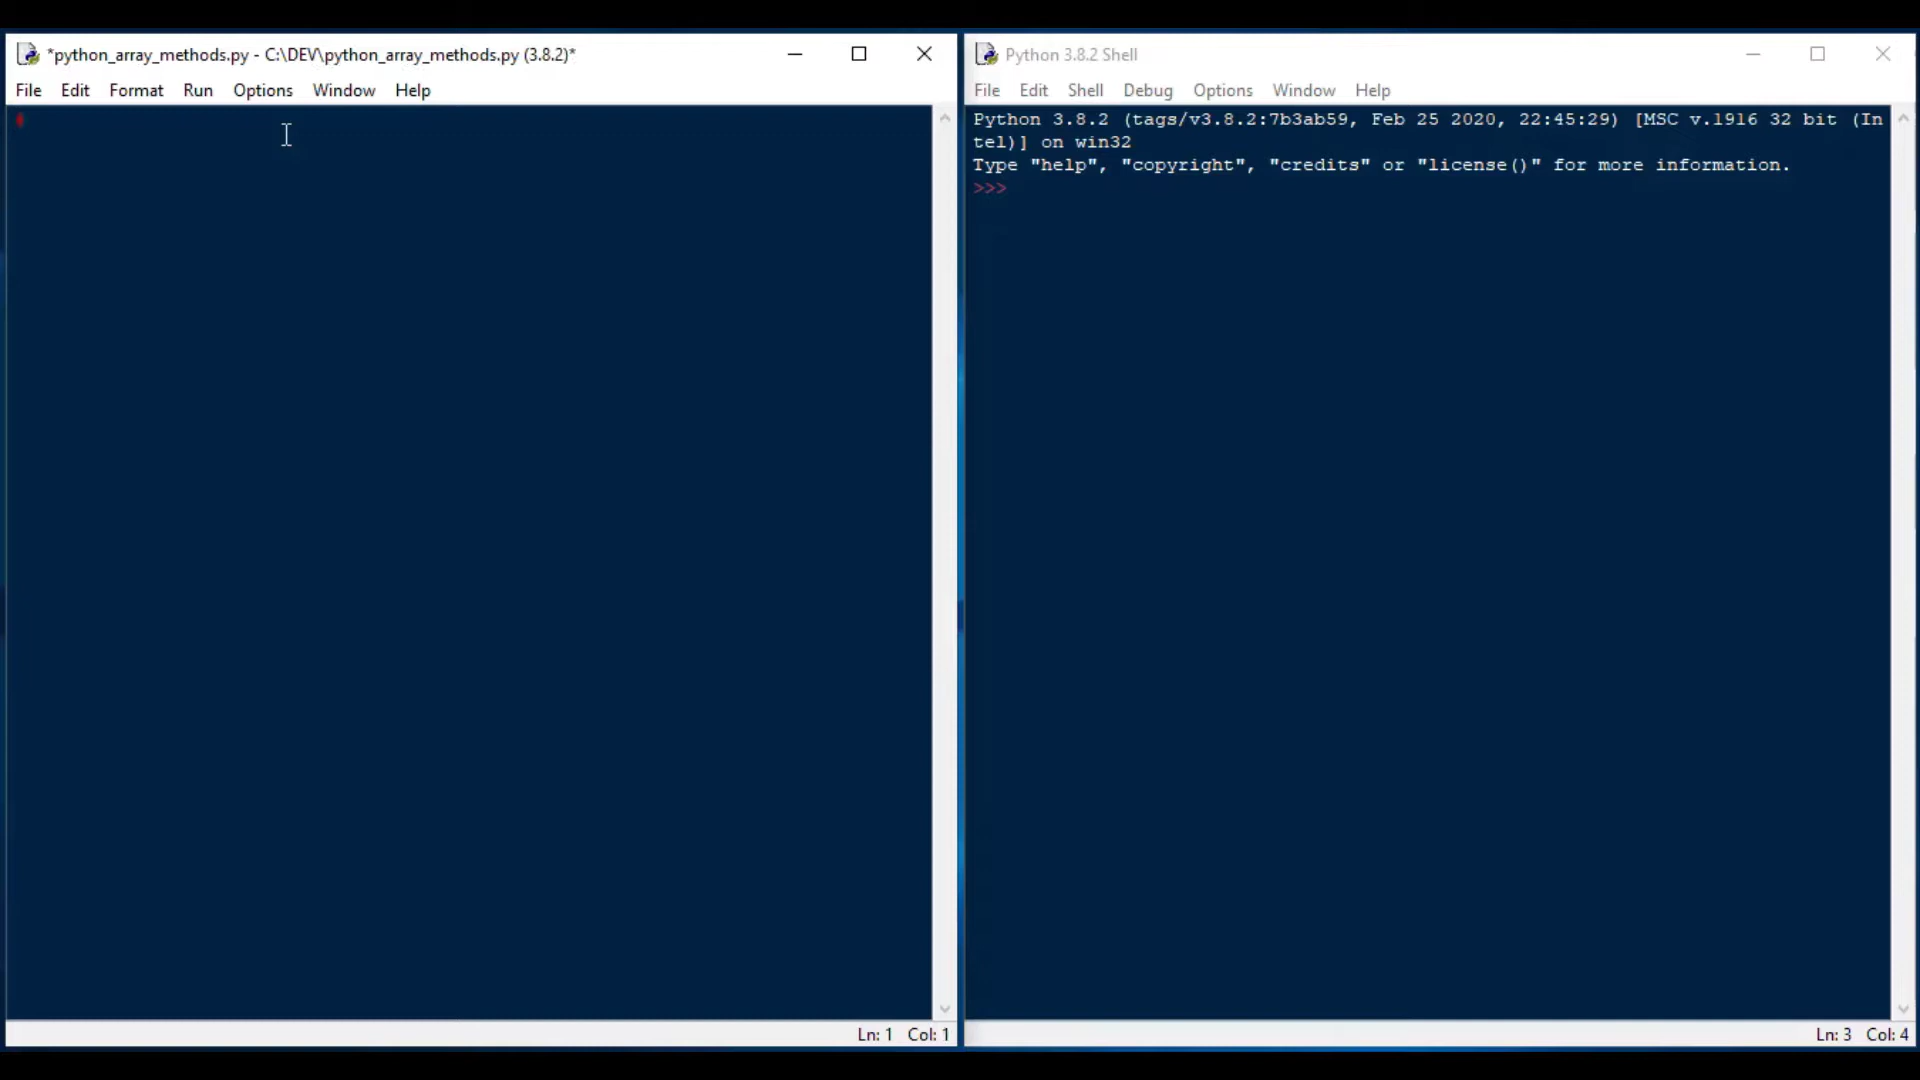 *python_array_methods.py - C:\DEV\python_array_methods.py (3.8.2)*
File Edit Format Run Options Window Help
Ln: 1 Col: 1
Python 3.8.2 Shell
File Edit Shell Debug Options Window Help
Python 3.8.2 (tags/v3.8.2:7b3ab59, Feb 25 2020, 22:45:29) [MSC v.1916 32 bit (In
tel)] on win32
Type "help", "copyright", "credits" or "license()" for more information.
>>>
Ln: 3 Col: 4